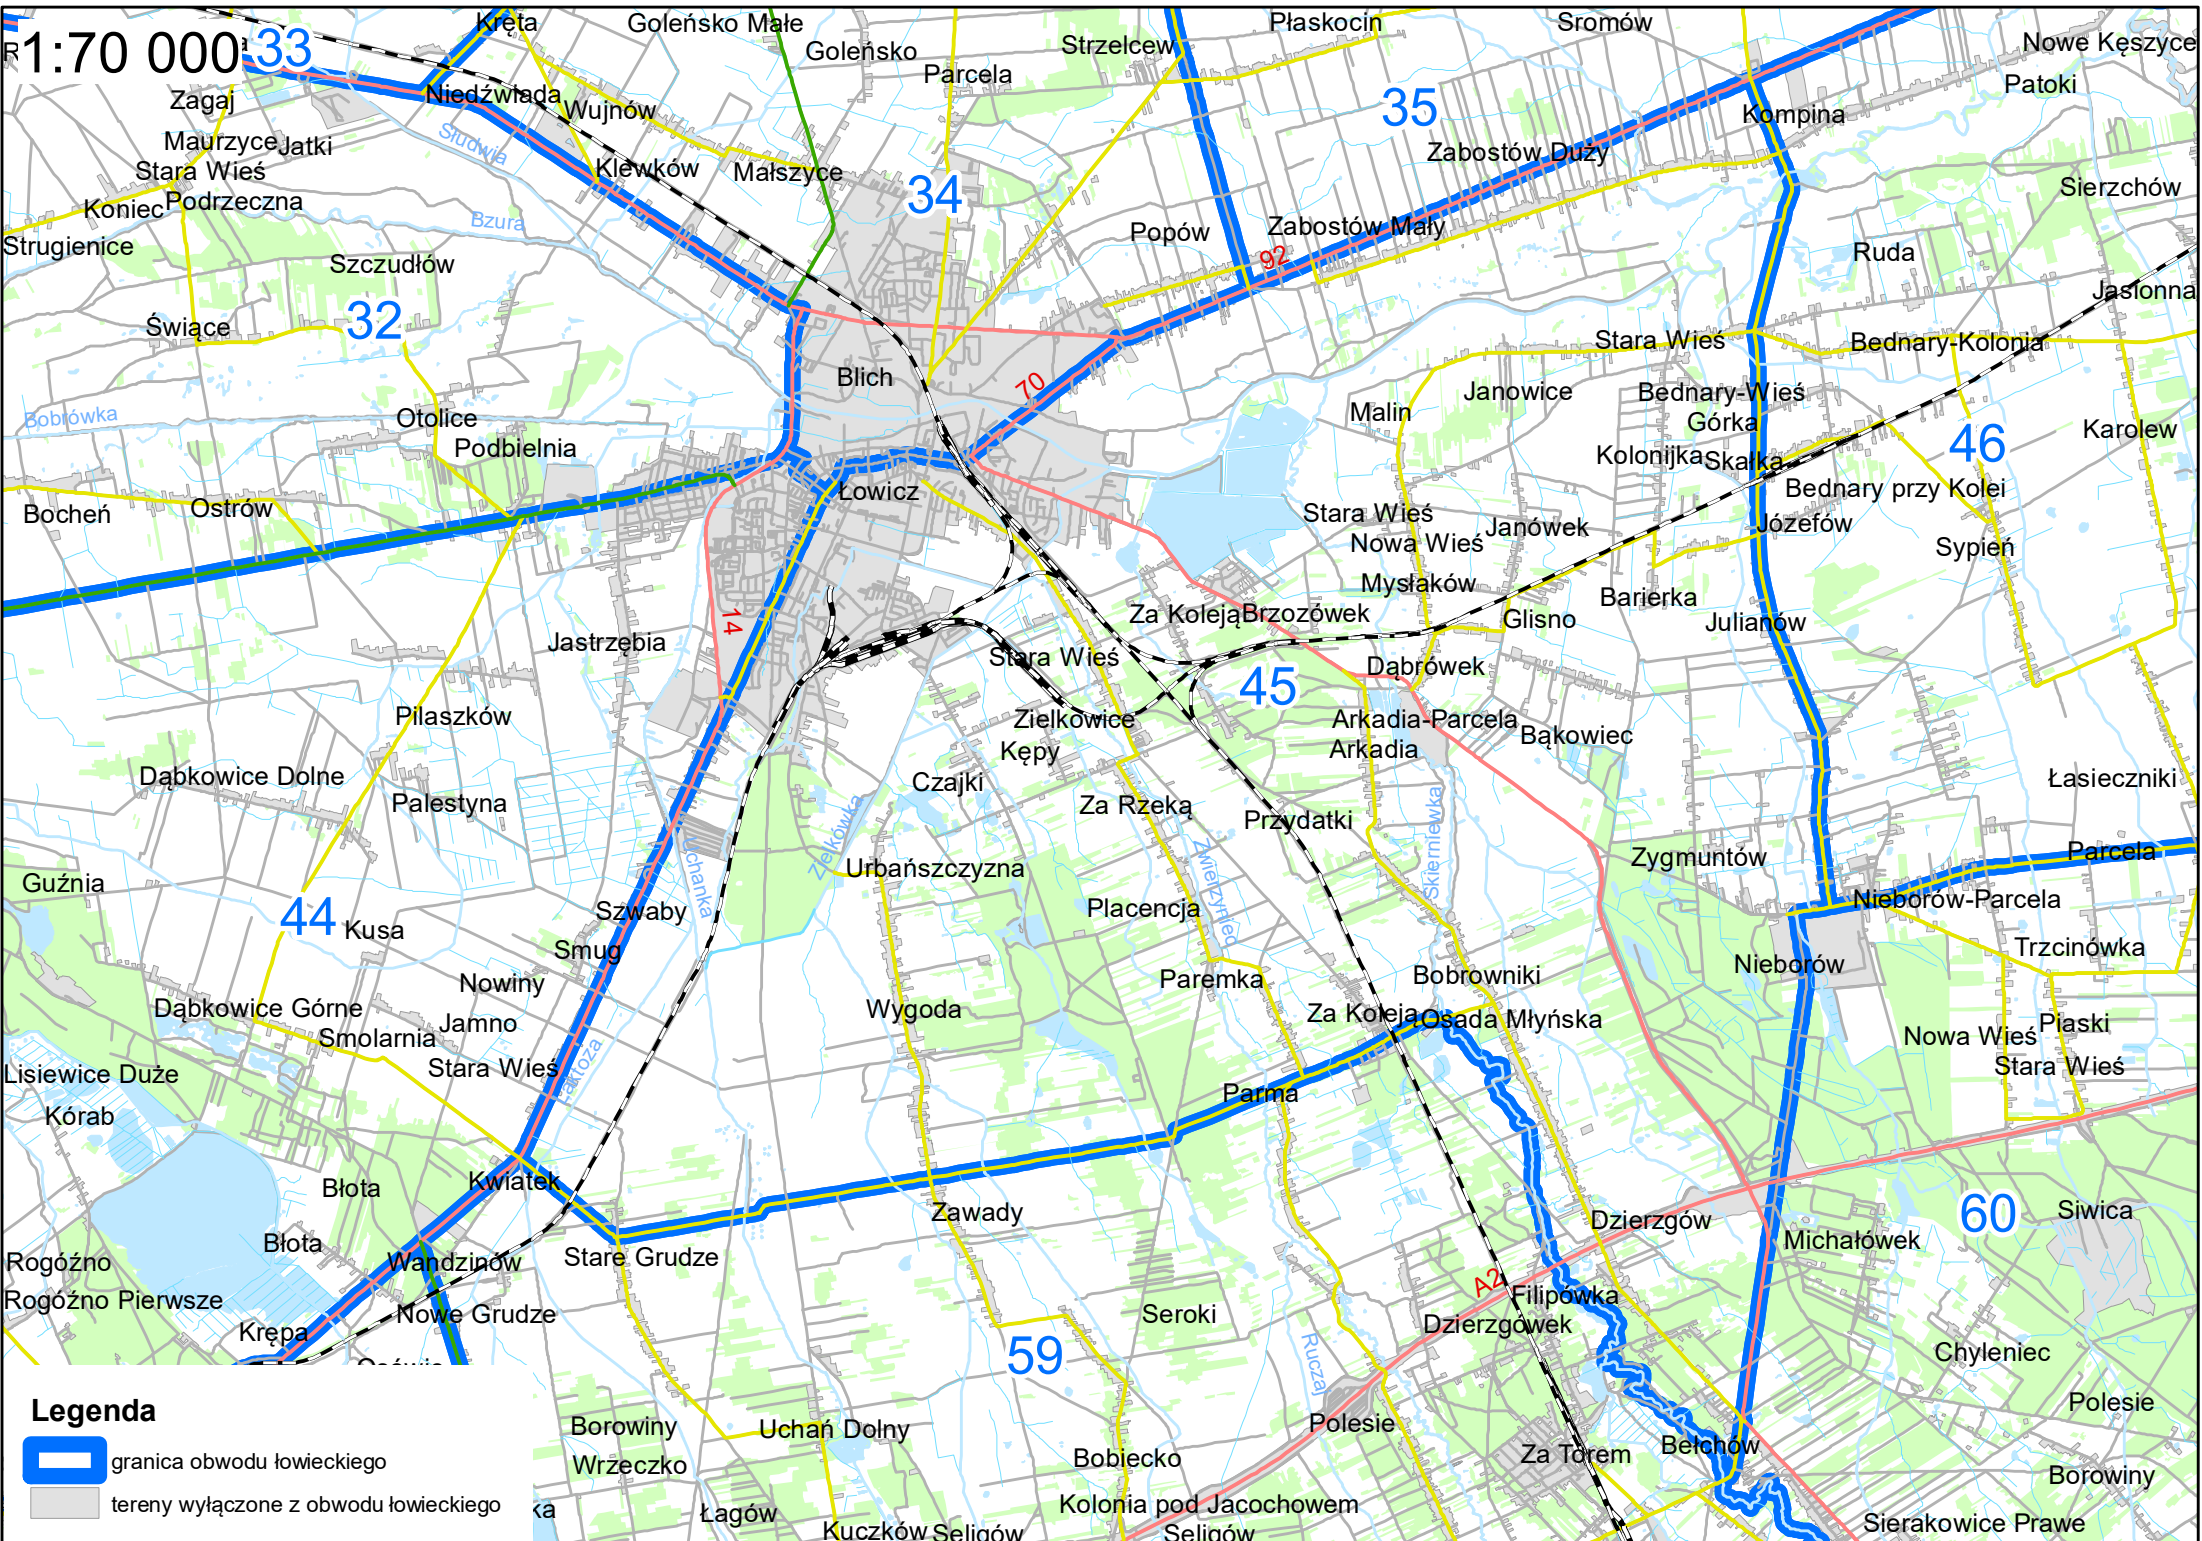 1:70 000
33
Kręta
Goleńsko Małe
Goleńsko
Parcela
Strzelcew
Płaskocin
Sromów
Nowe Kęszyce
Patoki
Zagaj
Niedźwiada
Wujnów
35
Kompina
Maurzyce
Jatki
Słudwia
Stara Wieś
Klewków
Małszyce
34
Zabostów Duży
Sierzchów
Koniec
Podrzeczna
Bzura
Strugienice
Popów
Zabostów Mały
92
Ruda
Szczudłów
Jasionna
Świące
32
Stara Wieś
Bednary-Kolonia
Blich
70
Janowice
Bednary-Wieś
Malin
Górka
Bobrówka
Otolice
Podbielnia
Kolonijka
Skałka
46
Karolew
Łowicz
Bednary przy Kolei
Bocheń
Ostrów
Stara Wieś
Janówek
Józefów
Nowa Wieś
Sypień
Mysłaków
Barierka
14
Za Koleją
Brzozówek
Glisno
Julianów
Jastrzębia
Stara Wieś
45
Dąbrówek
Pilaszków
Zielkowice
Arkadia-Parcela
Kępy
Arkadia
Bąkowiec
Dąbkowice Dolne
Czajki
Łasieczniki
Palestyna
Za Rzeką
Przydatki
Zielkówka
Uchanka
Zwierzyniec
Skierniewka
Zygmuntów
Parcela
Guźnia
Urbańszczyzna
Nieborów-Parcela
44
Kusa
Szwaby
Placencja
Smug
Trzcinówka
Nowiny
Paremka
Bobrowniki
Nieborów
Dąbkowice Górne
Jamno
Wygoda
Za Koleją
Osada Młyńska
Smolarnia
Nowa Wieś
Piaski
Stara Wieś
Stara Wieś
Lisiewice Duże
Kórab
Parma
Błota
Kwiatek
Zawady
Dzierzgów
60
Siwica
Błota
Michałówek
Rogóźno
Wandzinów
Stare Grudze
A2
Filipówka
Rogóźno Pierwsze
Nowe Grudze
Seroki
Dzierzgówek
Krępa
59
Ruczaj
Chyleniec
Legenda
granica obwodu łowieckiego
tereny wyłączone z obwodu łowieckiego
Borowiny
Uchań Dolny
Polesie
Polesie
Wrzeczko
Bobiecko
Za Torem
Bełchów
Borowiny
Łagów
Kolonia pod Jacochowem
Kuczków
Seligów
Seligów
Sierakowice Prawe